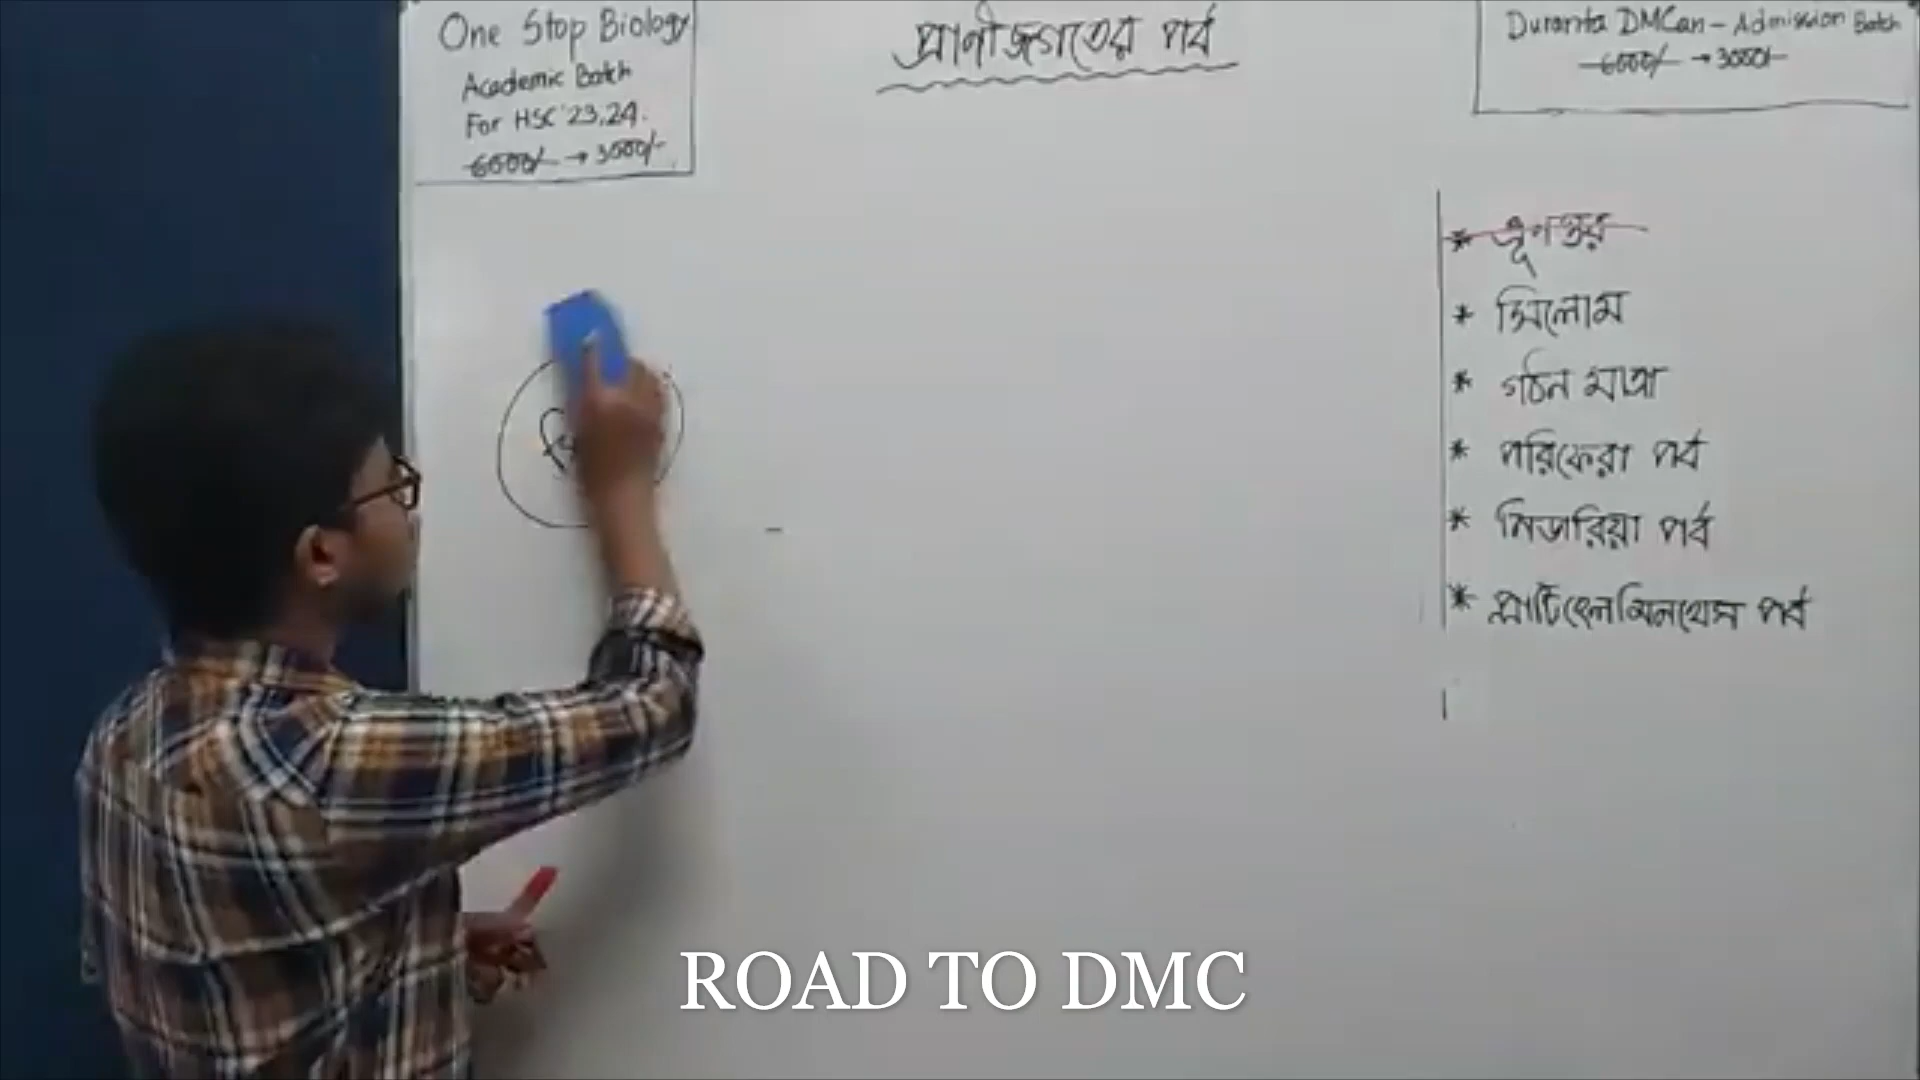 One Stop Biology
Academic Batch
For HSC '23,24.
6000/- → 3500/-
প্রাণীজগতের পর্ব
Duranta DMCan - Admission Batch
6000/- → 3000/-
* ভ্রূণস্তর
* সিলোম
* গঠন মাত্রা
* পরিফেরা পর্ব
* নিডারিয়া পর্ব
* প্লাটিহেলমিনথেস পর্ব
ROAD TO DMC